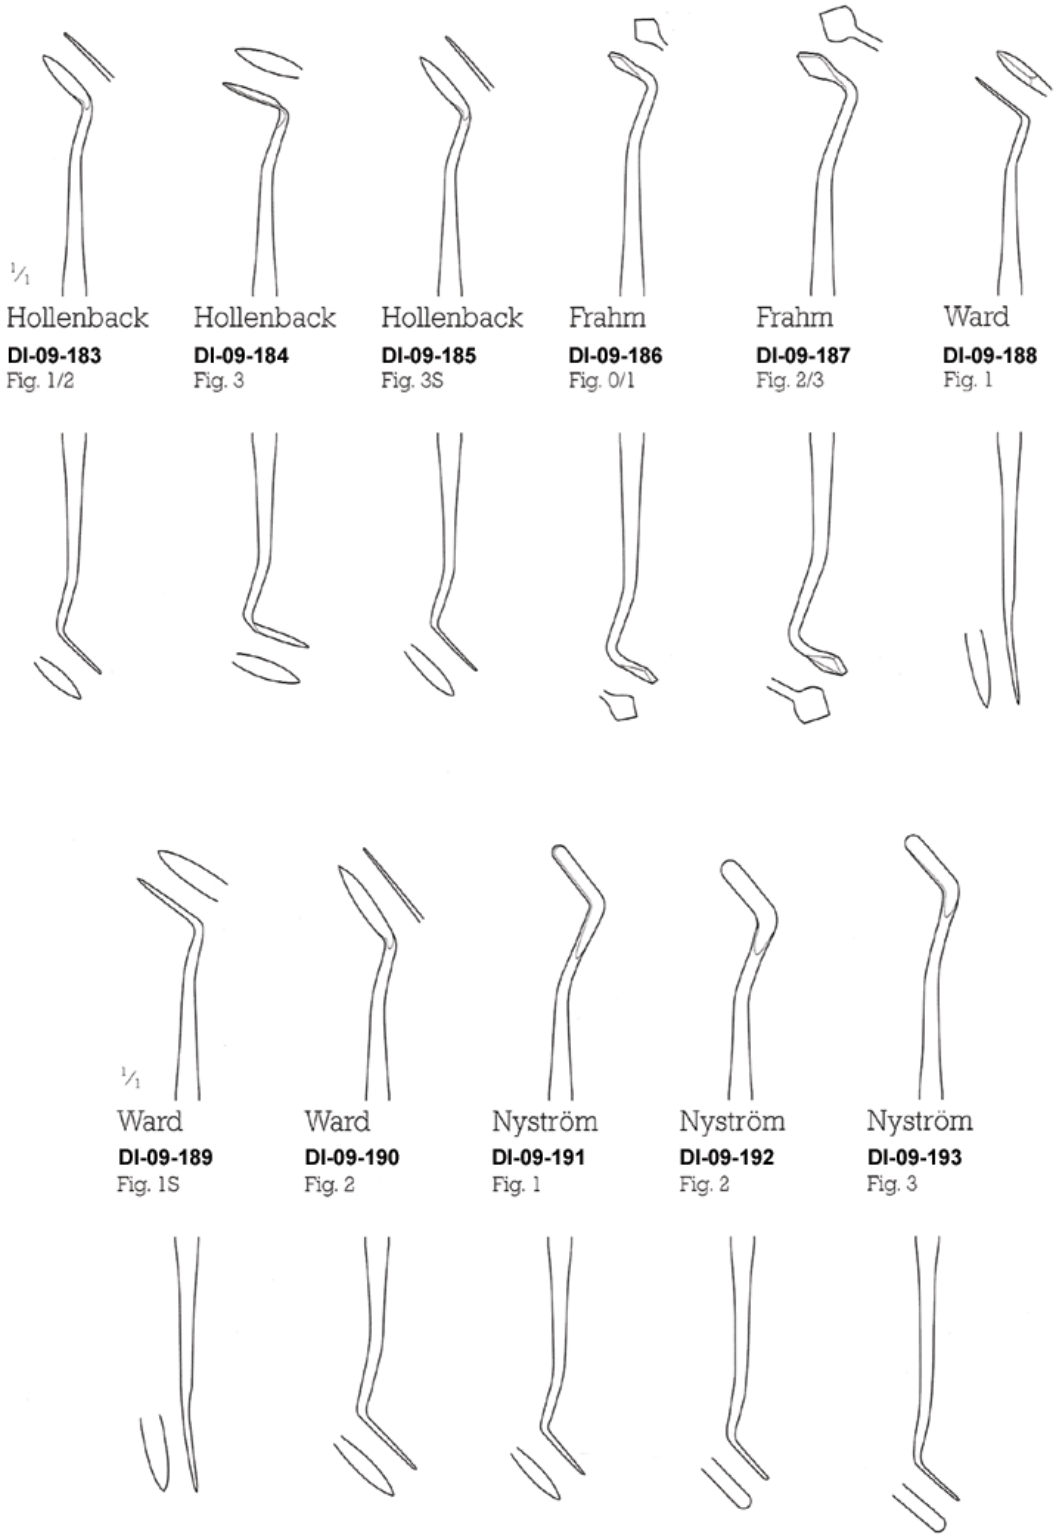 1/1
Hollenback Hollenback Hollenback Frahm Frahm Ward
DI-09-183 DI-09-184 DI-09-185 DI-09-186 DI-09-187 DI-09-188
Fig. 1/2 Fig. 3 Fig. 3S Fig. 0/1 Fig. 2/3 Fig. 1
1/1
Ward Ward Nyström Nyström Nyström
DI-09-189 DI-09-190 DI-09-191 DI-09-192 DI-09-193
Fig. 1S Fig. 2 Fig. 1 Fig. 2 Fig. 3